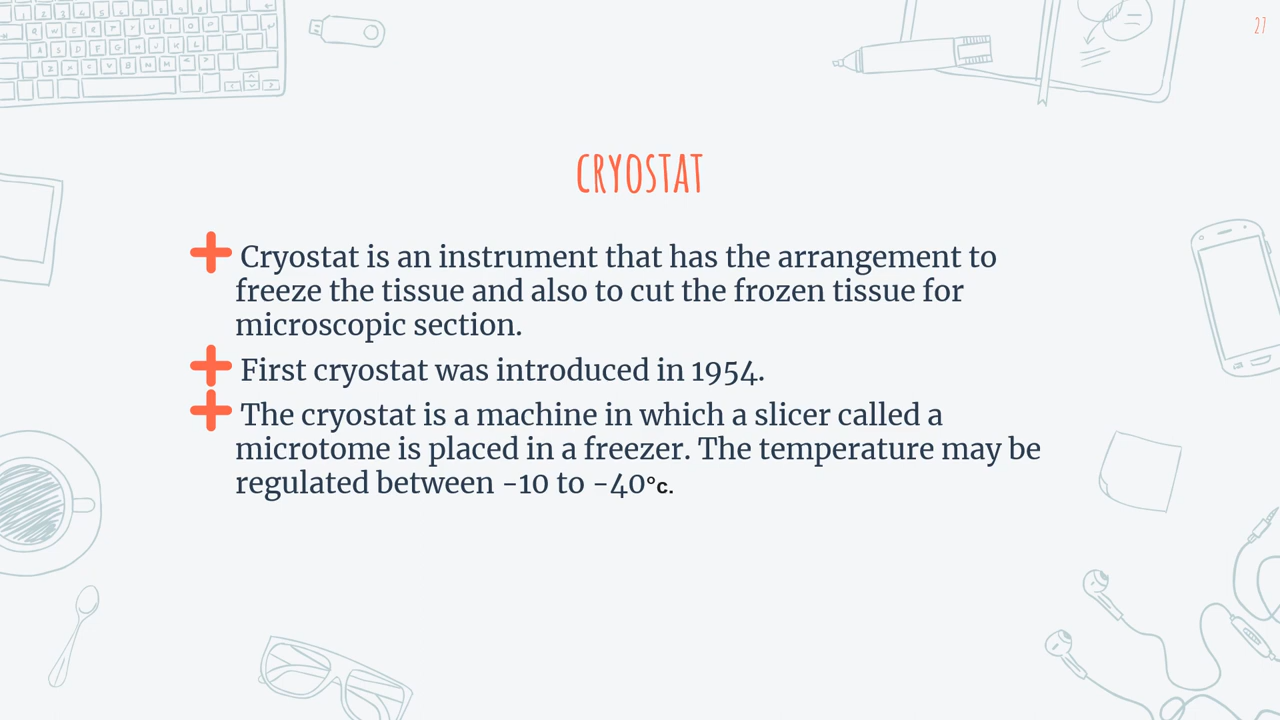 27
CRYOSTAT
Cryostat is an instrument that has the arrangement to
freeze the tissue and also to cut the frozen tissue for
microscopic section.
First cryostat was introduced in 1954.
The cryostat is a machine in which a slicer called a
microtome is placed in a freezer. The temperature may be
regulated between -10 to -40°c.